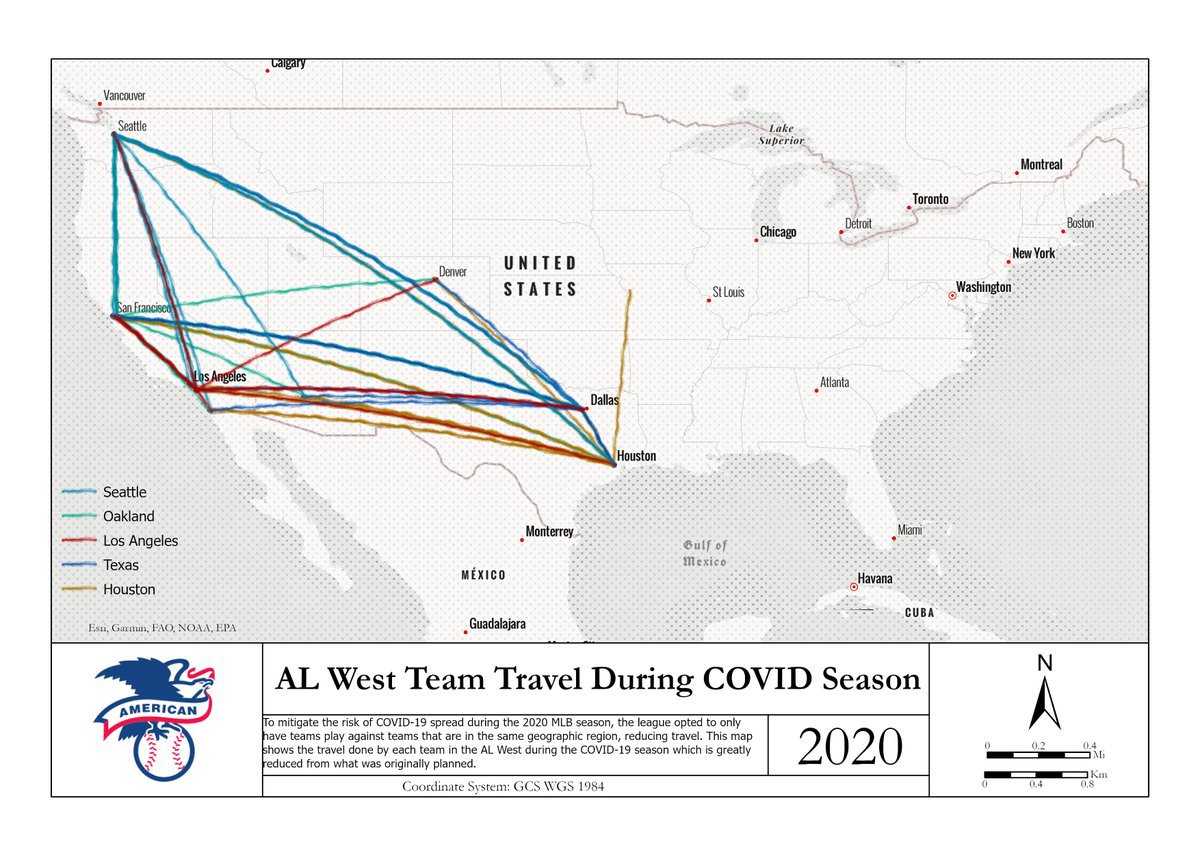 Calgary
Vancouver
Seattle
Lake
Superior
Montreal
Toronto
Detroit
Boston
Chicago
New York
UNITED
STATES
Denver
Washington
St Louis
San Francisco
Los Angeles
Atlanta
Dallas
Houston
Seattle
Oakland
Los Angeles
Texas
Houston
Monterrey
Gulf of
Mexico
Miami
MÉXICO
Havana
CUBA
Guadalajara
Esri, Garmin, FAO, NOAA, EPA
AMERICAN
AL West Team Travel During COVID Season
To mitigate the risk of COVID-19 spread during the 2020 MLB season, the league opted to only
have teams play against teams that are in the same geographic region, reducing travel. This map
shows the travel done by each team in the AL West during the COVID-19 season which is greatly
reduced from what was originally planned.
2020
Coordinate System: GCS WGS 1984
N
0 0.2 0.4
Mi
Km
0 0.4 0.8